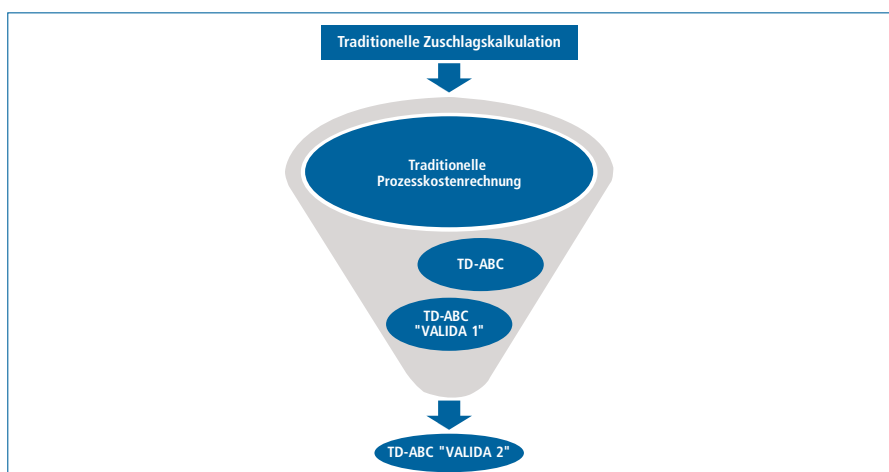 Traditionelle Zuschlagskalkulation
Traditionelle
Prozesskostenrechnung
TD-ABC
TD-ABC
"VALIDA 1"
TD-ABC "VALIDA 2"